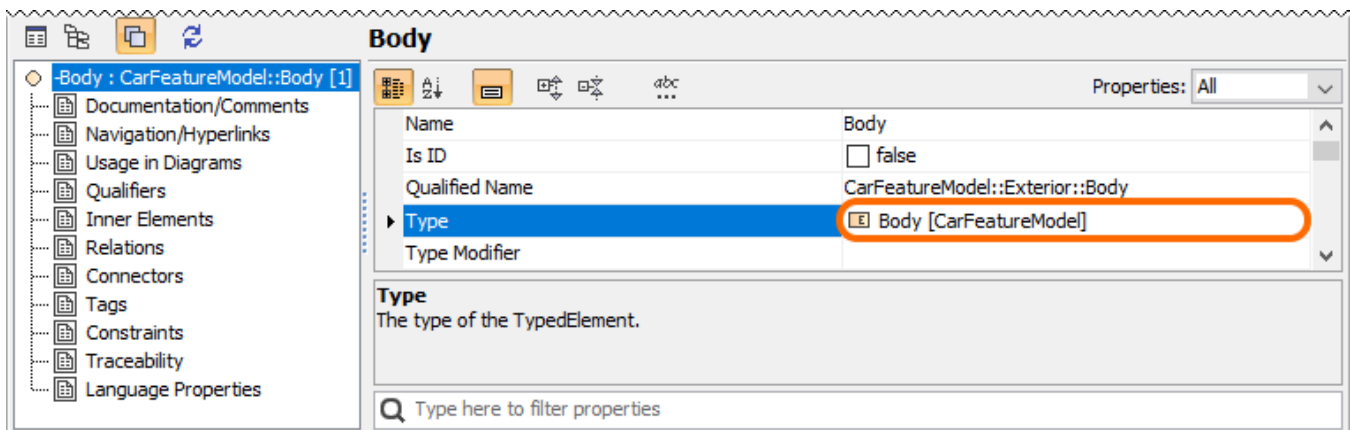 Body
-Body : CarFeatureModel::Body [1]
Documentation/Comments
Navigation/Hyperlinks
Usage in Diagrams
Qualifiers
Inner Elements
Relations
Connectors
Tags
Constraints
Traceability
Language Properties
Properties: All
Name Body
Is ID false
Qualified Name CarFeatureModel::Exterior::Body
Type E Body [CarFeatureModel]
Type Modifier
Type
The type of the TypedElement.
Type here to filter properties